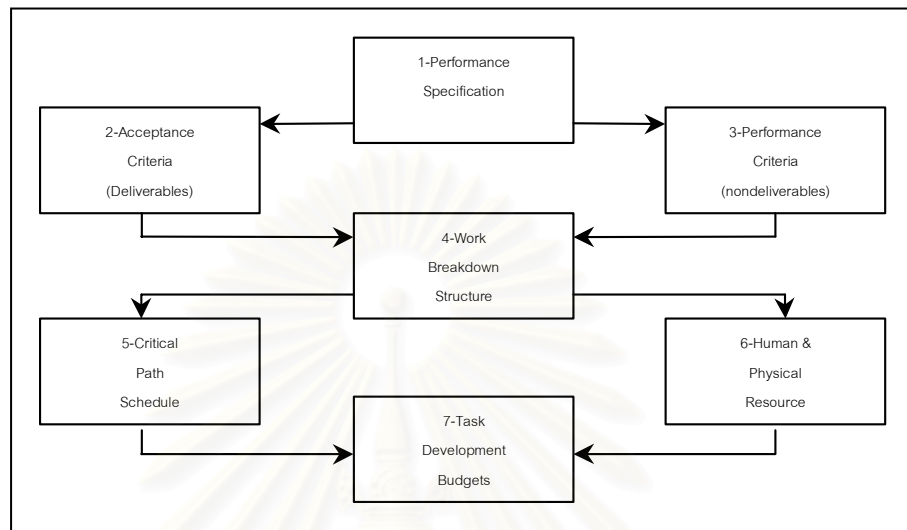 1-Performance
Specification
2-Acceptance
Criteria
(Deliverables)
3-Performance
Criteria
(nondeliverables)
4-Work
Breakdown
Structure
5-Critical
Path
Schedule
6-Human &
Physical
Resource
7-Task
Development
Budgets